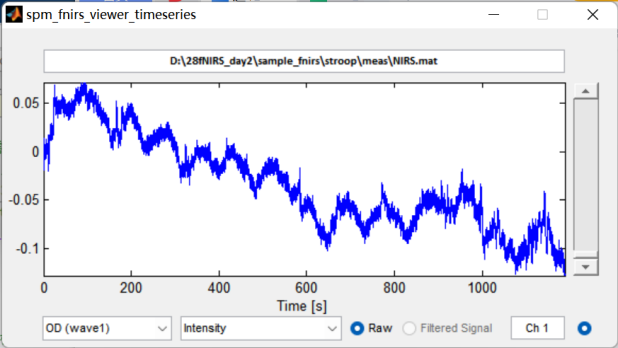 spm_fnirs_viewer_timeseries
D:\28fNIRS_day2\sample_fnirs\stroop\meas\NIRS.mat
0.05
0
-0.05
-0.1
0 200 400 600 800 1000
Time [s]
OD (wave1) Intensity Raw Filtered Signal Ch 1